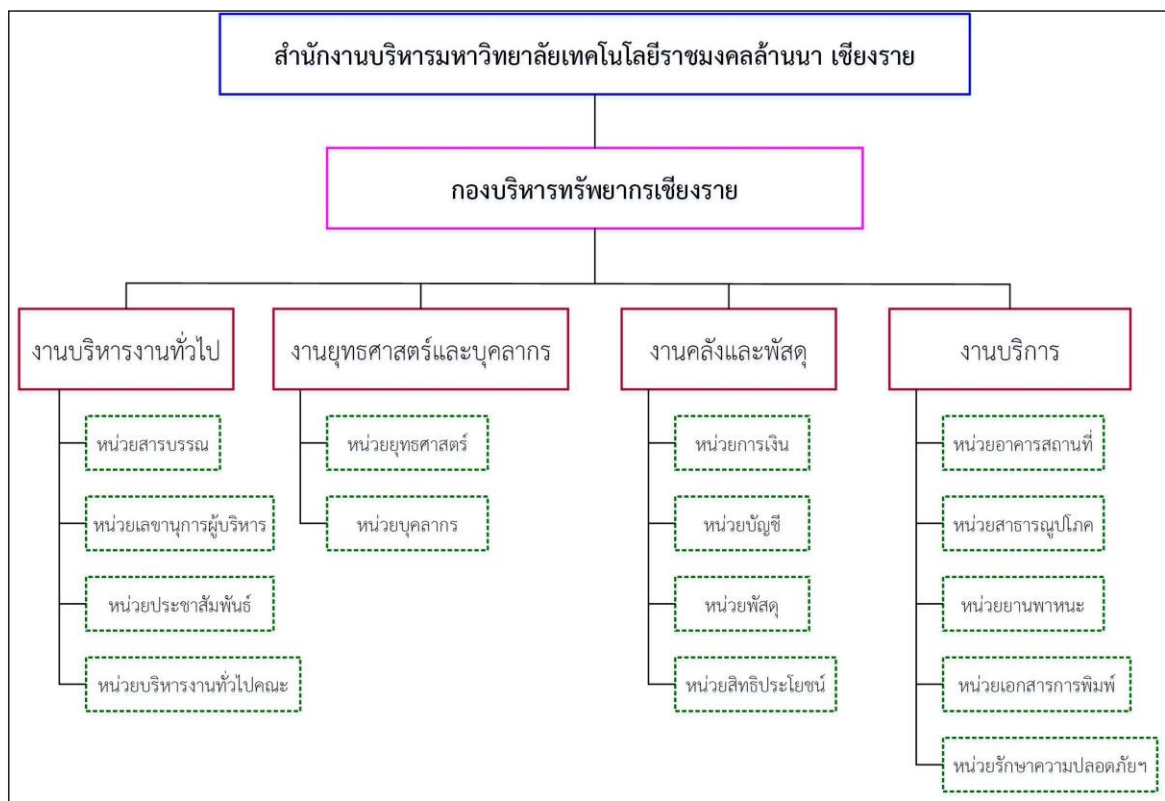 สำนักงานบริหารมหาวิทยาลัยเทคโนโลยีราชมงคลล้านนา เชียงราย
กองบริหารทรัพยากรเชียงราย
งานบริหารงานทั่วไป
หน่วยสารบรรณ
หน่วยเลขานุการผู้บริหาร
หน่วยประชาสัมพันธ์
หน่วยบริหารงานทั่วไปคณะ
งานยุทธศาสตร์และบุคลากร
หน่วยยุทธศาสตร์
หน่วยบุคลากร
งานคลังและพัสดุ
หน่วยการเงิน
หน่วยบัญชี
หน่วยพัสดุ
หน่วยสิทธิประโยชน์
งานบริการ
หน่วยอาคารสถานที่
หน่วยสาธารณูปโภค
หน่วยยานพาหนะ
หน่วยเอกสารการพิมพ์
หน่วยรักษาความปลอดภัยฯ